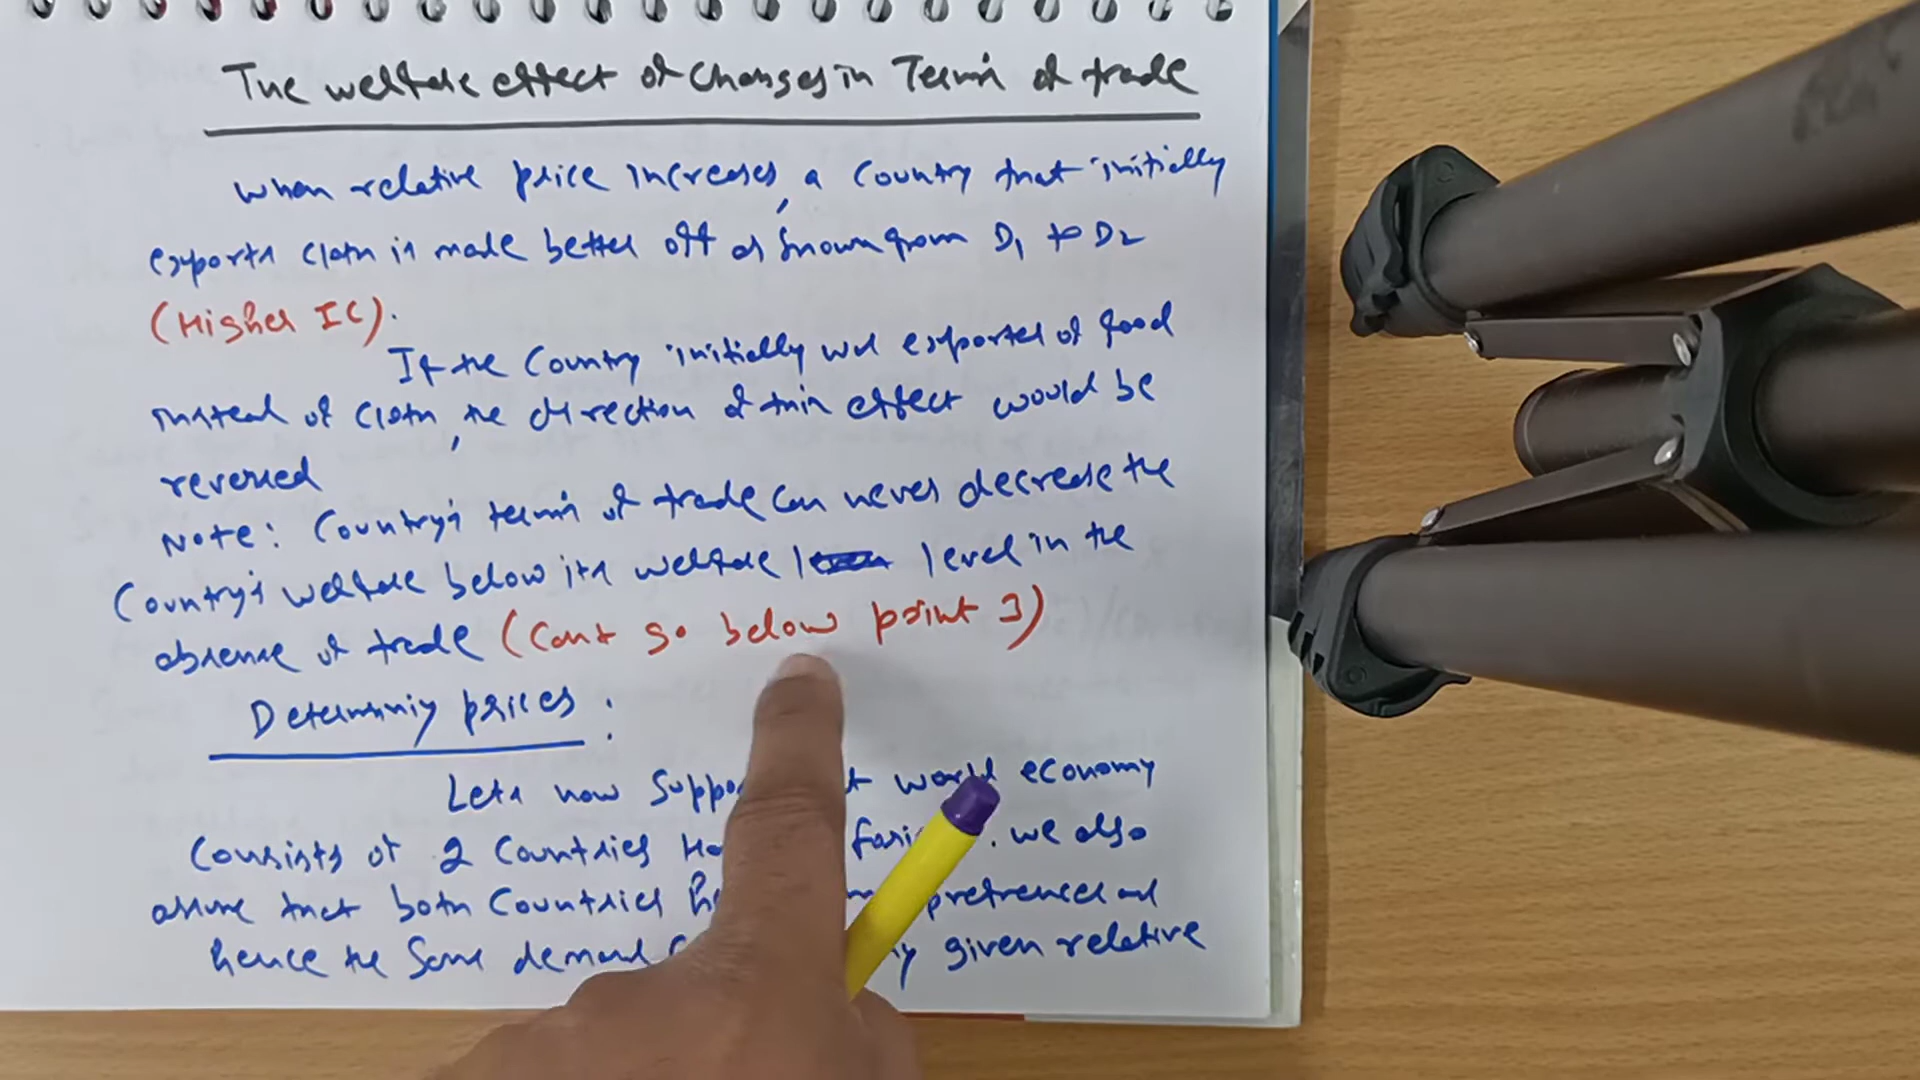 The welfare effect of changes in Terms of trade
When relative price increases, a country that initially
exports cloth is made better off as shown from D1 to D2
(Higher IC).
If the country initially was exporter of food
instead of cloth, the direction of this effect would be
reversed
Note: Country's terms of trade can never decrease the
Country's welfare below its welfare level in the
absence of trade (Cant go below point 3)
Determiniy prices:
Lets now world economy
Consists of 2 Countries we also
assume that both Countries prefrences and
hence the same demand given relative